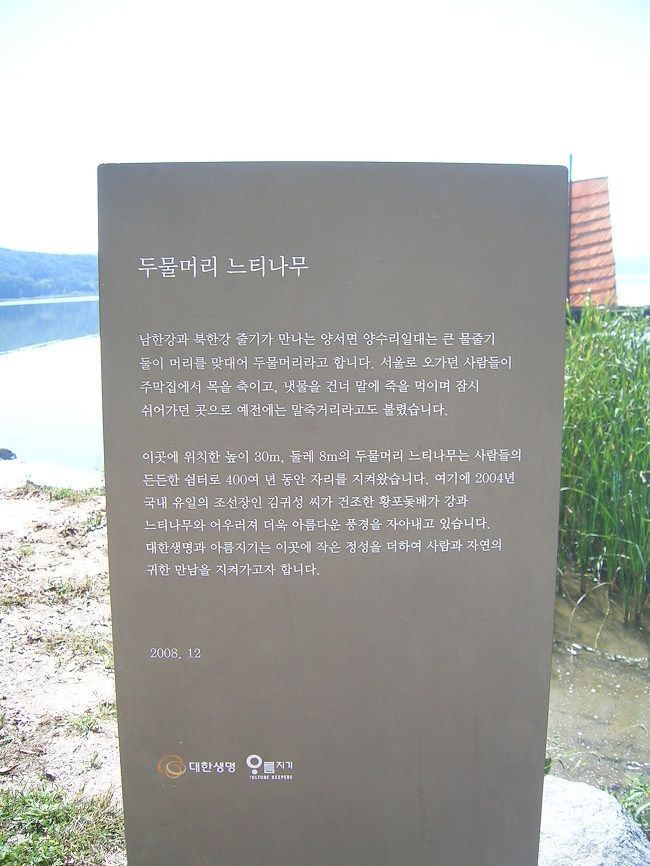 두물머리 느티나무
남한강과 북한강 줄기가 만나는 양서면 양수리일대는 큰 물줄기
둘이 머리를 맞대어 두물머리라고 합니다. 서울로 오가던 사람들이
주막집에서 목을 축이고, 냇물을 건너 말에 죽을 먹이며 잠시
쉬어가던 곳으로 예전에는 말죽거리라고도 불렸습니다.
이곳에 위치한 높이 30m, 둘레 8m의 두물머리 느티나무는 사람들의
든든한 쉼터로 400여 년 동안 자리를 지켜왔습니다. 여기에 2004년
국내 유일의 조선장인 김귀성 씨가 건조한 황포돛배가 강과
느티나무와 어우러져 더욱 아름다운 풍경을 자아내고 있습니다.
대한생명과 아름지기는 이곳에 작은 정성을 더하여 사람과 자연의
귀한 만남을 지켜가고자 합니다.
2008. 12
대한생명 아름지기
CULTURE KEEPERS